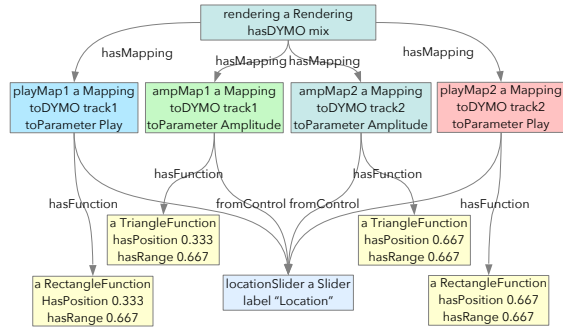 rendering a Rendering
hasDYMO mix
hasMapping
hasMapping
hasMapping
hasMapping
playMap1 a Mapping
toDYMO track1
toParameter Play
ampMap1 a Mapping
toDYMO track1
toParameter Amplitude
ampMap2 a Mapping
toDYMO track2
toParameter Amplitude
playMap2 a Mapping
toDYMO track2
toParameter Play
hasFunction
hasFunction
hasFunction
fromControl
fromControl
hasFunction
a TriangleFunction
hasPosition 0.333
hasRange 0.667
a TriangleFunction
hasPosition 0.667
hasRange 0.667
a RectangleFunction
HasPosition 0.333
hasRange 0.667
locationSlider a Slider
label “Location”
a RectangleFunction
hasPosition 0.667
hasRange 0.667